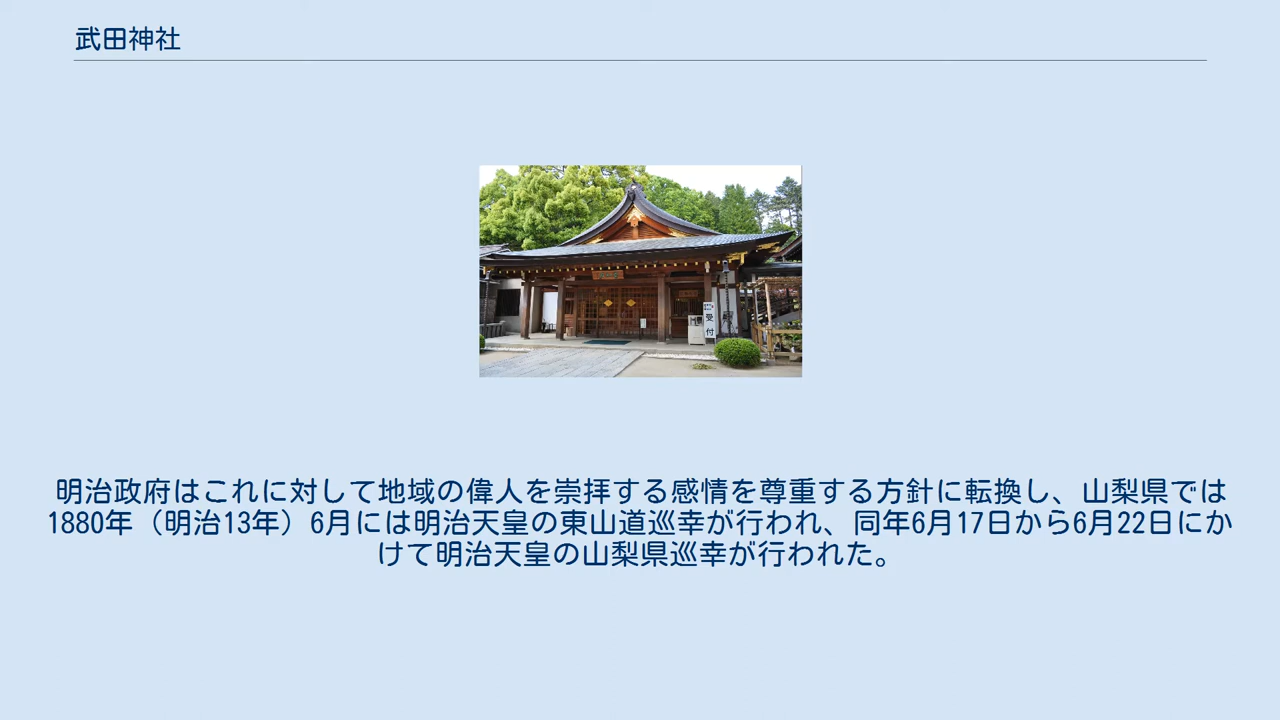 武田神社
受付
明治政府はこれに対して地域の偉人を崇拝する感情を尊重する方針に転換し、山梨県では
1880年（明治13年）6月には明治天皇の東山道巡幸が行われ、同年6月17日から6月22日にか
けて明治天皇の山梨県巡幸が行われた。